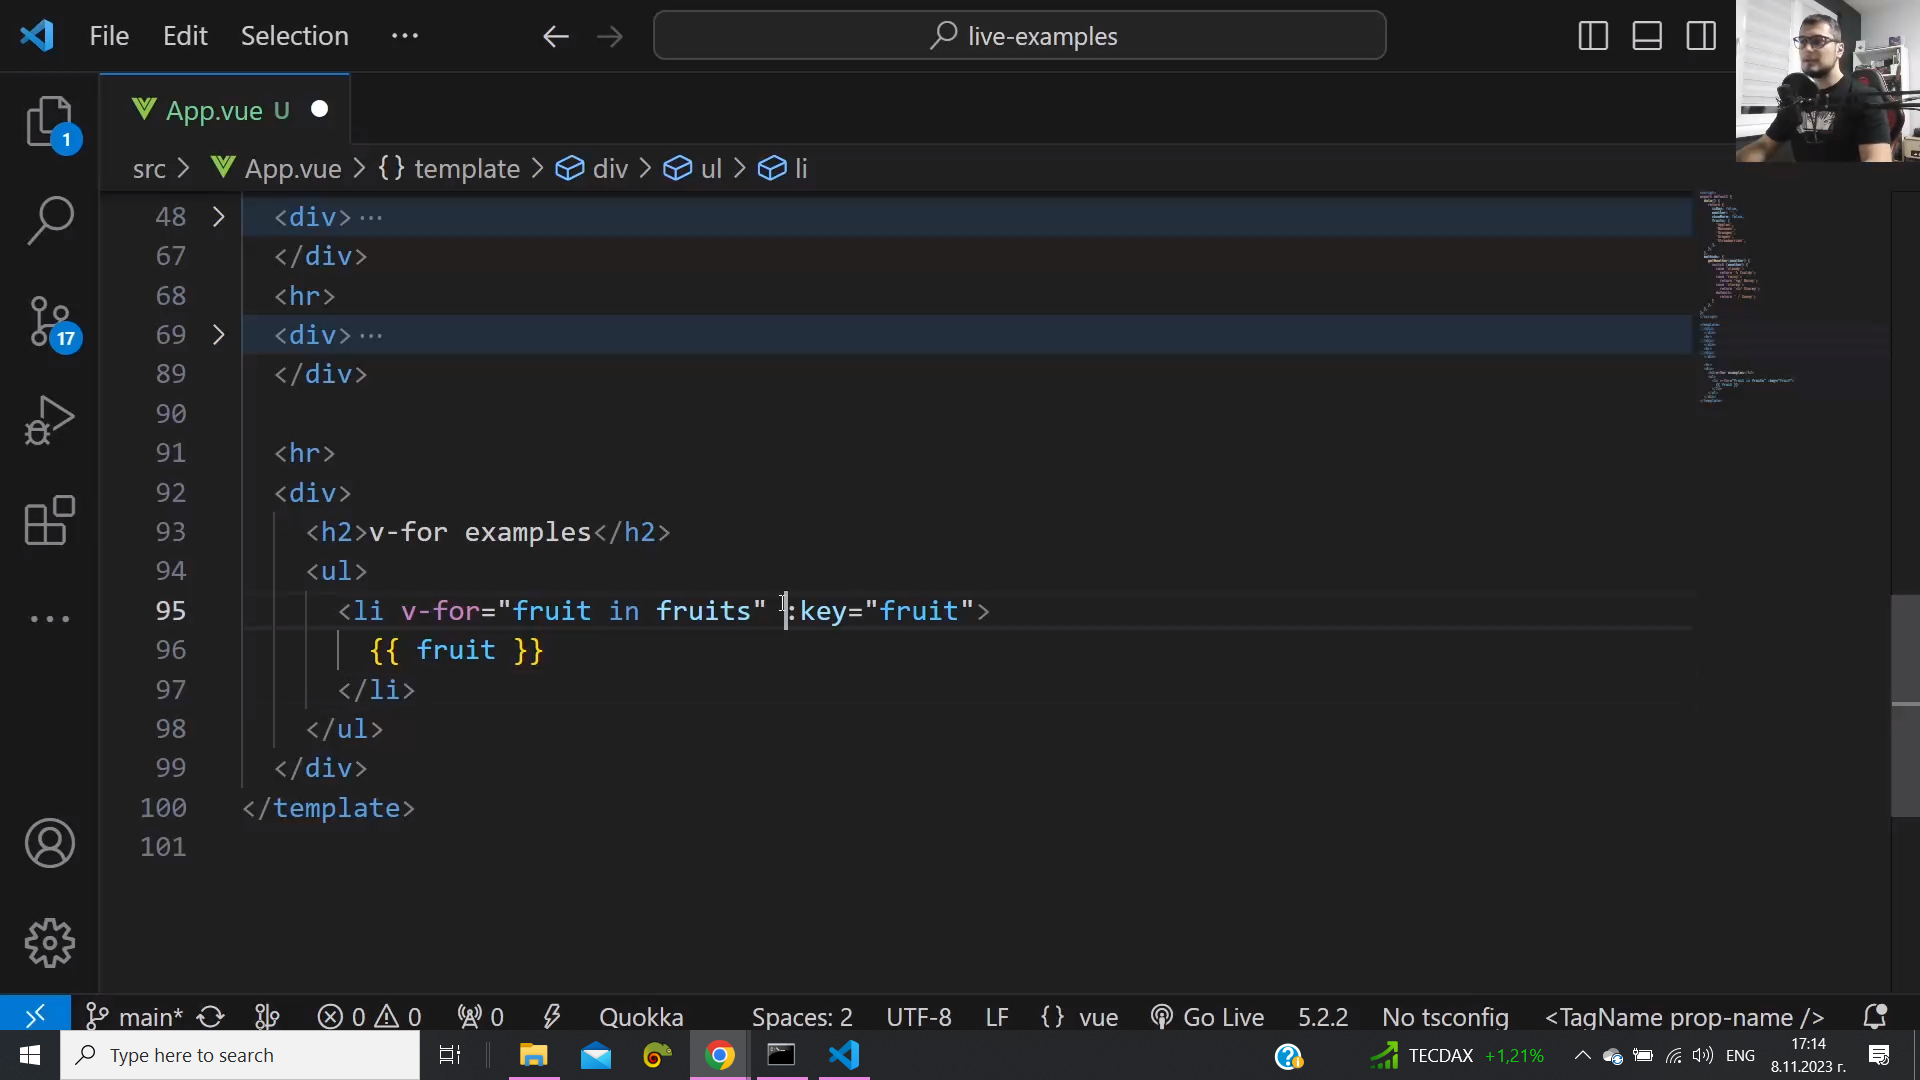 File Edit Selection ··· live-examples
App.vue U
1
src > App.vue > {} template > div > ul > li
48 <div>···
67 </div>
68 <hr>
69 <div>···
89 </div>
90
91 <hr>
92 <div>
93 <h2>v-for examples</h2>
94 <ul>
95 <li v-for="fruit in fruits" :key="fruit">
96 {{ fruit }}
97 </li>
98 </ul>
99 </div>
100 </template>
101
17
main* 0 0 0 Quokka Spaces: 2 UTF-8 LF {} vue Go Live 5.2.2 No tsconfig <TagName prop-name />
Type here to search TECDAX +1,21% ENG 17:14
8.11.2023 г.